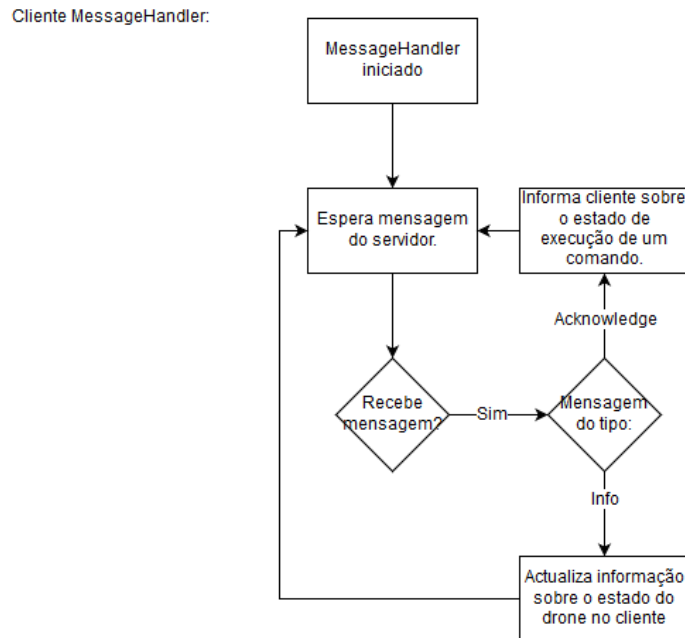 Cliente MessageHandler:
MessageHandler
iniciado
Espera mensagem
do servidor.
Informa cliente sobre
o estado de
execução de um
comando.
Acknowledge
Recebe
mensagem?
Sim
Mensagem
do tipo:
Info
Actualiza informação
sobre o estado do
drone no cliente